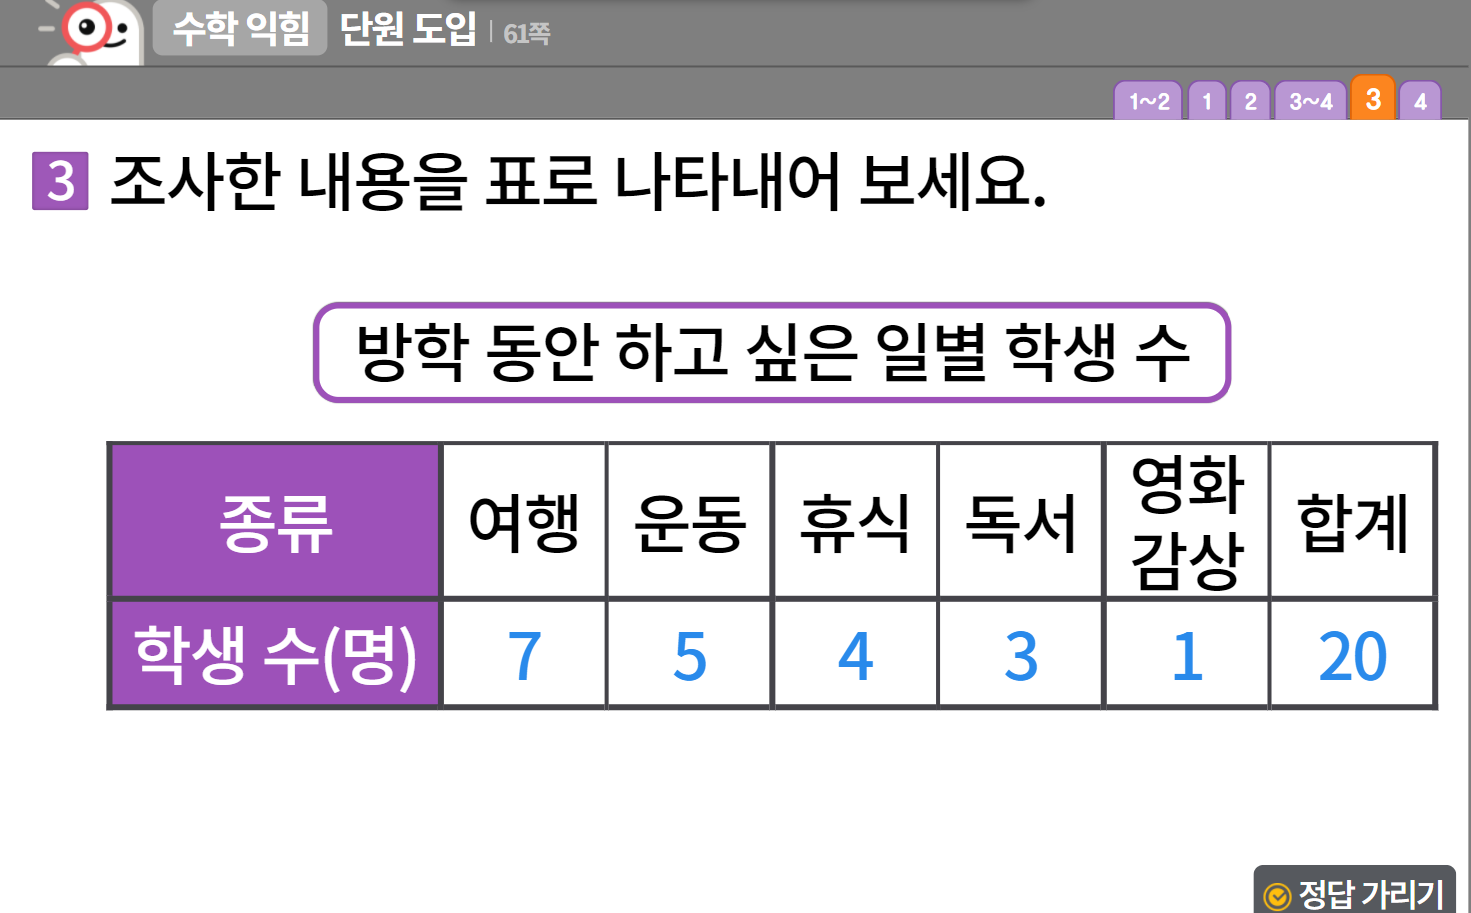 수학 익힘 단원 도입 61쪽
1~2 1 2 3~4 3 4
3 조사한 내용을 표로 나타내어 보세요.
방학 동안 하고 싶은 일별 학생 수
종류 여행 운동 휴식 독서 영화 감상 합계
학생 수(명) 7 5 4 3 1 20
정답 가리기